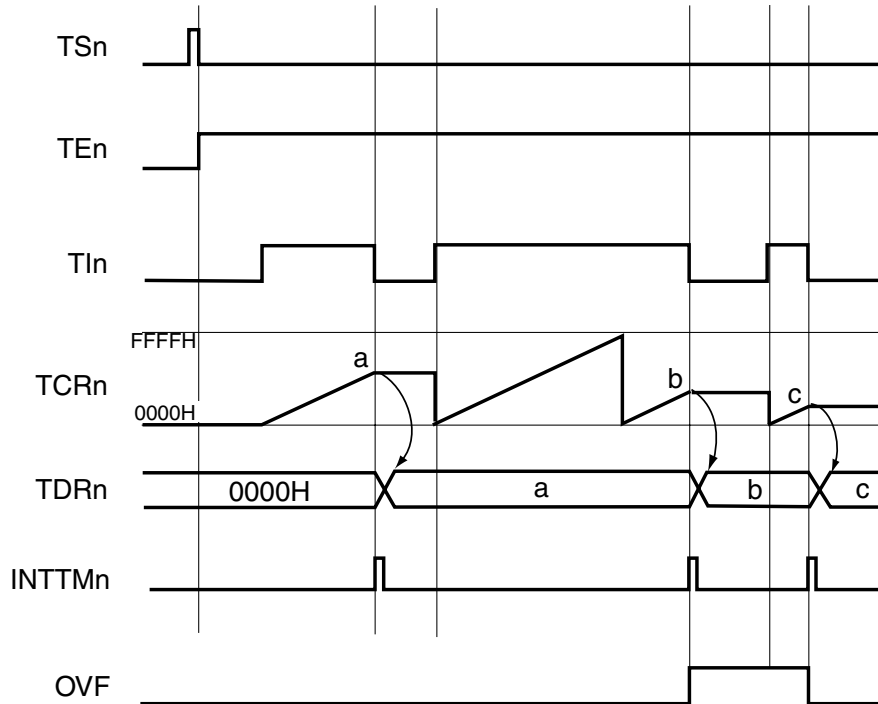 TSn
TEn
TIn
FFFFH
a
b
c
TCRn
0000H
TDRn
0000H
a
b
c
INTTMn
OVF